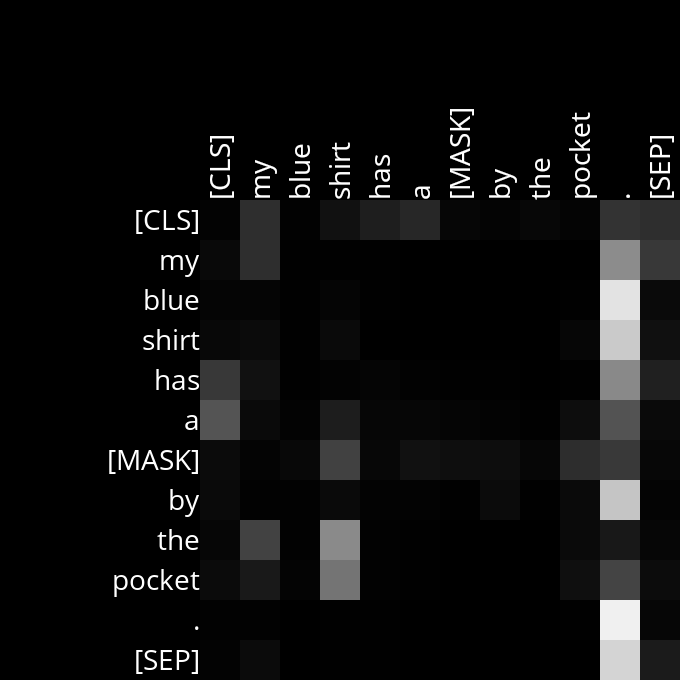 [CLS] my blue shirt has a [MASK] by the pocket . [SEP]
[CLS]
my
blue
shirt
has
a
[MASK]
by
the
pocket
.
[SEP]